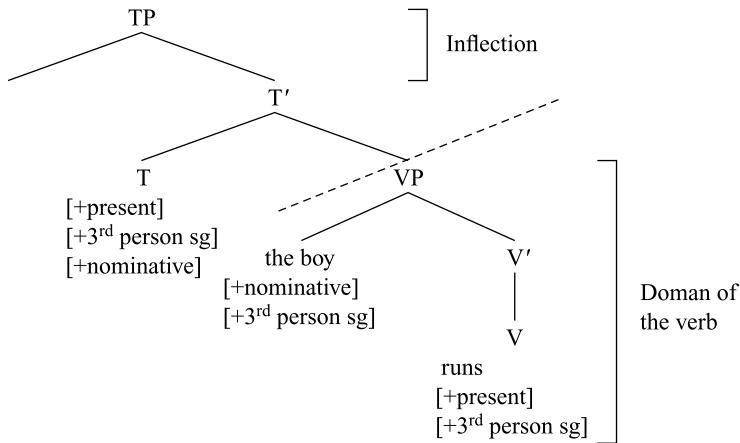 TP
Inflection
T′
T
VP
[+present]
[+3rd person sg]
[+nominative]
the boy
[+nominative]
[+3rd person sg]
V′
Doman of
the verb
V
runs
[+present]
[+3rd person sg]